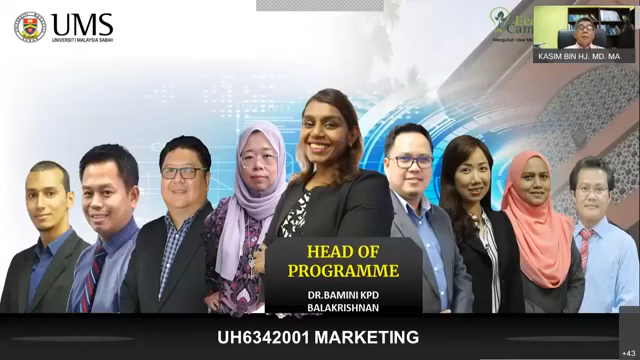 UMS
UNIVERSITI MALAYSIA SABAH
KASIM BIN HJ. MD. MA
HEAD OF
PROGRAMME
DR.BAMINI KPD
BALAKRISHNAN
UH6342001 MARKETING
+43